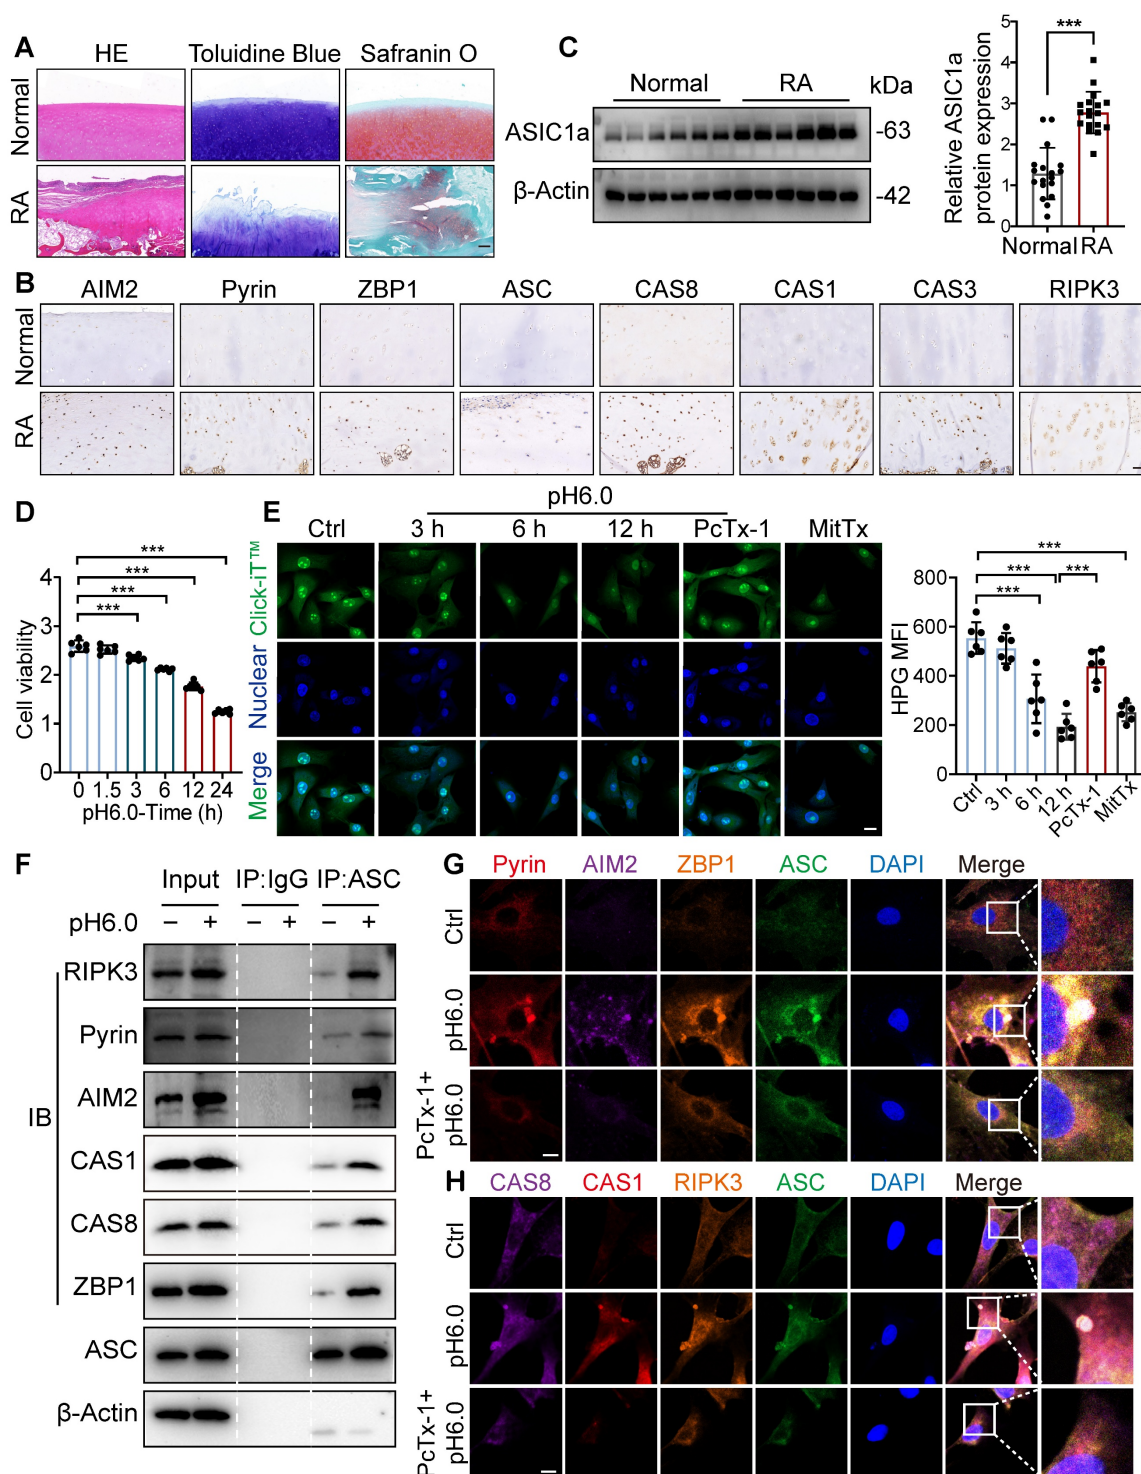 A
HE
Toluidine Blue
Safranin O
Normal
RA
C
Normal
RA
kDa
ASIC1a
-63
β-Actin
-42
Relative ASIC1a
protein expression
5
4
3
2
1
0
***
Normal
RA
B
AIM2
Pyrin
ZBP1
ASC
CAS8
CAS1
CAS3
RIPK3
Normal
RA
D
Cell viability
4
3
2
1
0
***
***
***
***
0
1.5
3
6
12
24
pH6.0-Time (h)
E
pH6.0
Ctrl
3 h
6 h
12 h
PcTx-1
MitTx
Click-iT™
Nuclear
Merge
HPG MFI
800
600
400
200
0
***
***
***
***
Ctrl
3 h
6 h
12 h
PcTx-1
MitTx
F
Input
IP:IgG
IP:ASC
pH6.0
−
+
−
+
−
+
IB
RIPK3
Pyrin
AIM2
CAS1
CAS8
ZBP1
ASC
β-Actin
G
Pyrin
AIM2
ZBP1
ASC
DAPI
Merge
Ctrl
pH6.0
PcTx-1+
pH6.0
H
CAS8
CAS1
RIPK3
ASC
DAPI
Merge
Ctrl
pH6.0
PcTx-1+
pH6.0